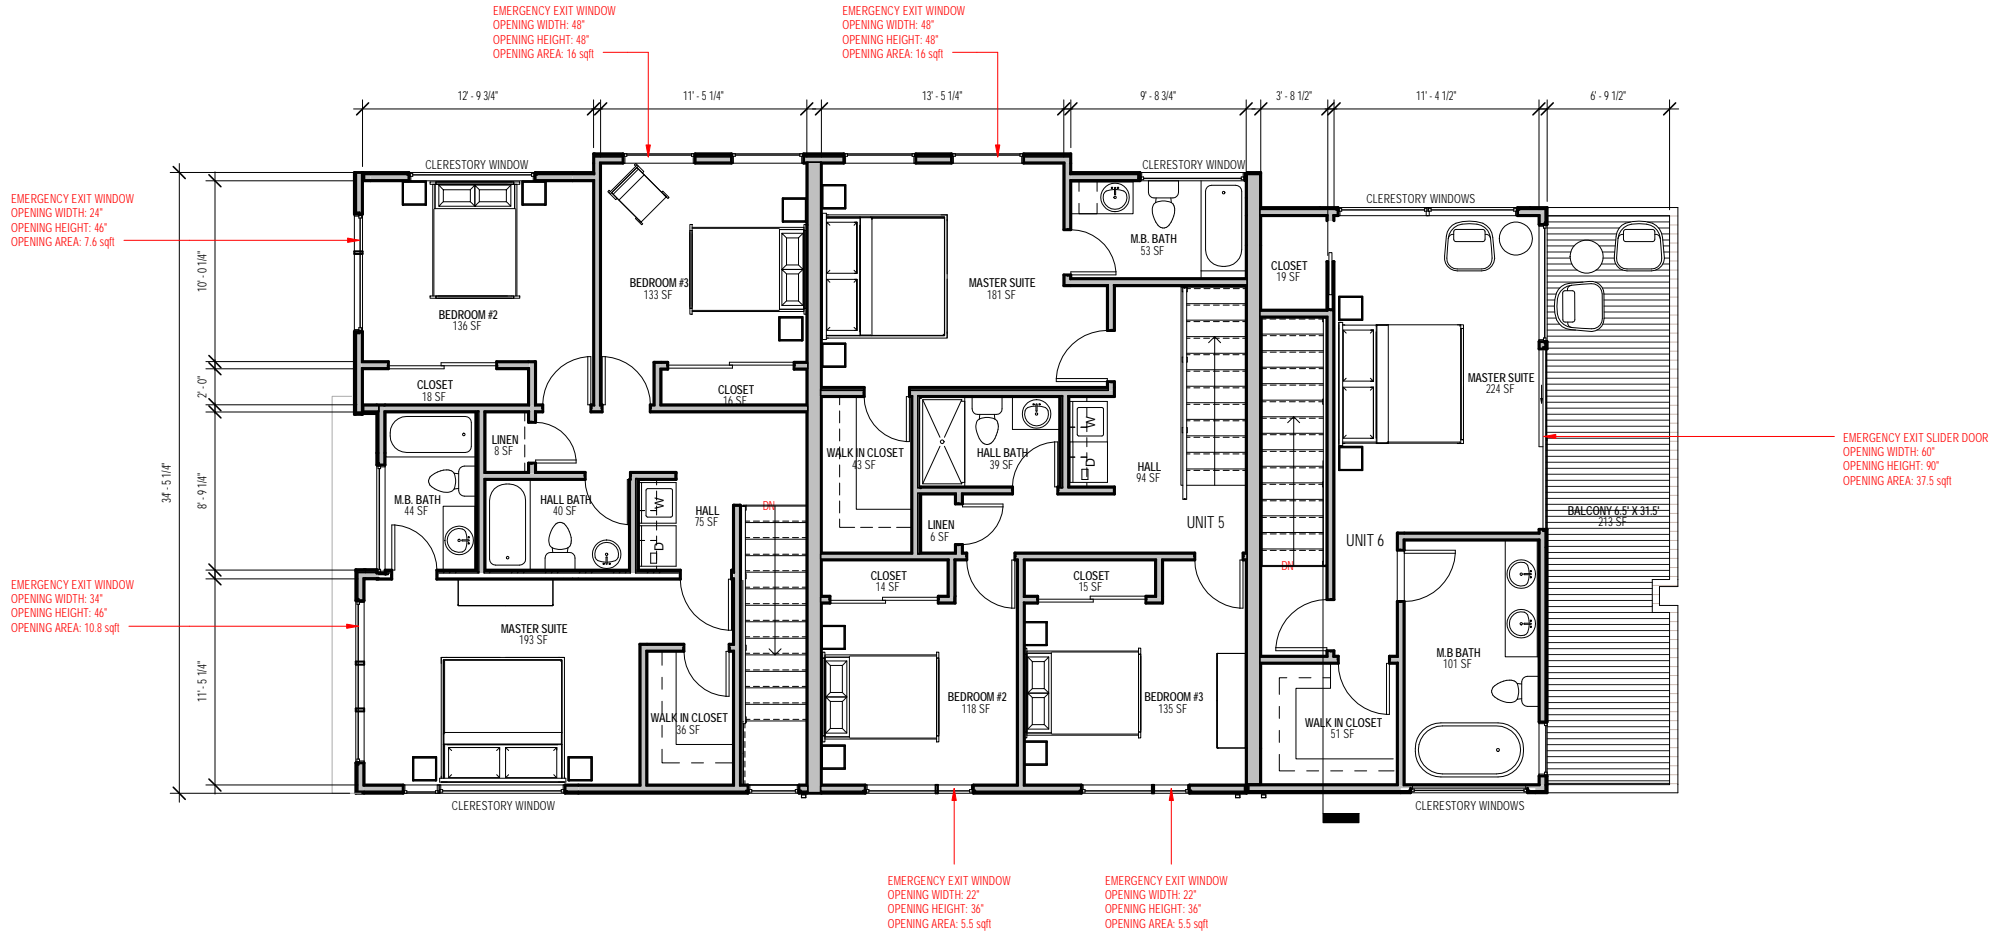 EMERGENCY EXIT WINDOW
OPENING WIDTH: 48"
OPENING HEIGHT: 48"
OPENING AREA: 16 sqft
EMERGENCY EXIT WINDOW
OPENING WIDTH: 48"
OPENING HEIGHT: 48"
OPENING AREA: 16 sqft
12' - 9 3/4"
11' - 5 1/4"
13' - 5 1/4"
9' - 8 3/4"
3' - 8 1/2"
11' - 4 1/2"
6' - 9 1/2"
CLERESTORY WINDOW
CLERESTORY WINDOW
CLERESTORY WINDOWS
EMERGENCY EXIT WINDOW
OPENING WIDTH: 24"
OPENING HEIGHT: 46"
OPENING AREA: 7.6 sqft
34' - 5 1/4"
10' - 0 1/4"
2' - 0"
8' - 9 1/4"
11' - 5 1/4"
BEDROOM #2
136 SF
BEDROOM #3
133 SF
MASTER SUITE
181 SF
M.B. BATH
53 SF
CLOSET
19 SF
MASTER SUITE
224 SF
CLOSET
18 SF
CLOSET
16 SF
LINEN
8 SF
WALK IN CLOSET
43 SF
HALL BATH
39 SF
W
D
HALL
94 SF
EMERGENCY EXIT SLIDER DOOR
OPENING WIDTH: 60"
OPENING HEIGHT: 90"
OPENING AREA: 37.5 sqft
M.B. BATH
44 SF
HALL BATH
40 SF
W
D
HALL
75 SF
DN
LINEN
6 SF
UNIT 5
UNIT 6
BALCONY 6.5' X 31.5'
213 SF
DN
EMERGENCY EXIT WINDOW
OPENING WIDTH: 34"
OPENING HEIGHT: 46"
OPENING AREA: 10.8 sqft
CLOSET
14 SF
CLOSET
15 SF
MASTER SUITE
193 SF
M.B BATH
101 SF
BEDROOM #2
118 SF
BEDROOM #3
135 SF
WALK IN CLOSET
36 SF
WALK IN CLOSET
51 SF
CLERESTORY WINDOW
CLERESTORY WINDOWS
EMERGENCY EXIT WINDOW
OPENING WIDTH: 22"
OPENING HEIGHT: 36"
OPENING AREA: 5.5 sqft
EMERGENCY EXIT WINDOW
OPENING WIDTH: 22"
OPENING HEIGHT: 36"
OPENING AREA: 5.5 sqft